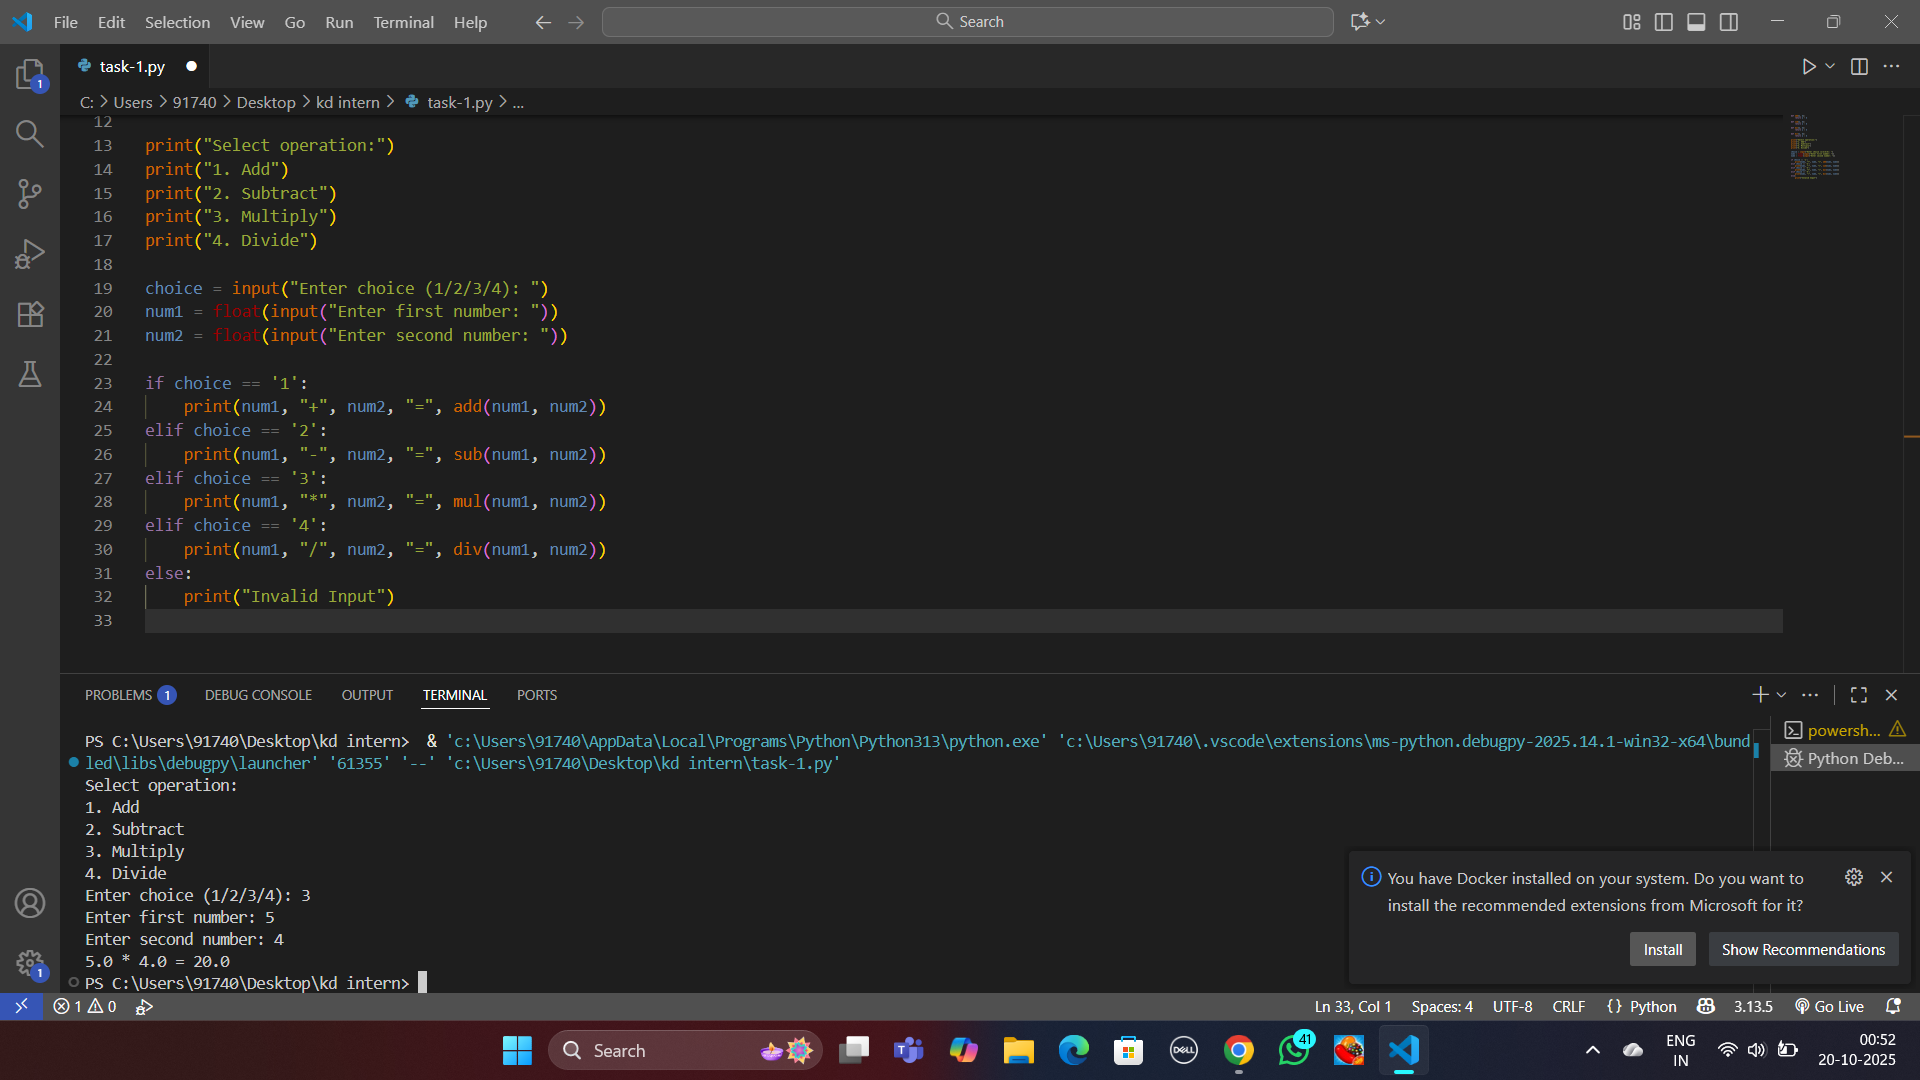 File Edit Selection View Go Run Terminal Help Search
task-1.py
C: > Users > 91740 > Desktop > kd intern > task-1.py > ...
12
13 print("Select operation:")
14 print("1. Add")
15 print("2. Subtract")
16 print("3. Multiply")
17 print("4. Divide")
18
19 choice = input("Enter choice (1/2/3/4): ")
20 num1 = float(input("Enter first number: "))
21 num2 = float(input("Enter second number: "))
22
23 if choice == '1':
24 print(num1, "+", num2, "=", add(num1, num2))
25 elif choice == '2':
26 print(num1, "-", num2, "=", sub(num1, num2))
27 elif choice == '3':
28 print(num1, "*", num2, "=", mul(num1, num2))
29 elif choice == '4':
30 print(num1, "/", num2, "=", div(num1, num2))
31 else:
32 print("Invalid Input")
33
PROBLEMS 1 DEBUG CONSOLE OUTPUT TERMINAL PORTS
PS C:\Users\91740\Desktop\kd intern> & 'c:\Users\91740\AppData\Local\Programs\Python\Python313\python.exe' 'c:\Users\91740\.vscode\extensions\ms-python.debugpy-2025.14.1-win32-x64\bund
led\libs\debugpy\launcher' '61355' '--' 'c:\Users\91740\Desktop\kd intern\task-1.py'
Select operation:
1. Add
2. Subtract
3. Multiply
4. Divide
Enter choice (1/2/3/4): 3
Enter first number: 5
Enter second number: 4
5.0 * 4.0 = 20.0
PS C:\Users\91740\Desktop\kd intern>
powersh...
Python Deb...
You have Docker installed on your system. Do you want to
install the recommended extensions from Microsoft for it?
Install Show Recommendations
1
1
1 0 Ln 33, Col 1 Spaces: 4 UTF-8 CRLF {} Python 3.13.5 Go Live
Search DELL 41 ENG 00:52
IN 20-10-2025